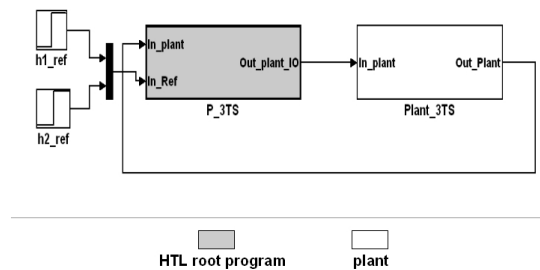 h1_ref
h2_ref
In_plant
In_Ref
Out_plant_IO
P_3TS
In_plant
Out_Plant
Plant_3TS
HTL root program
plant